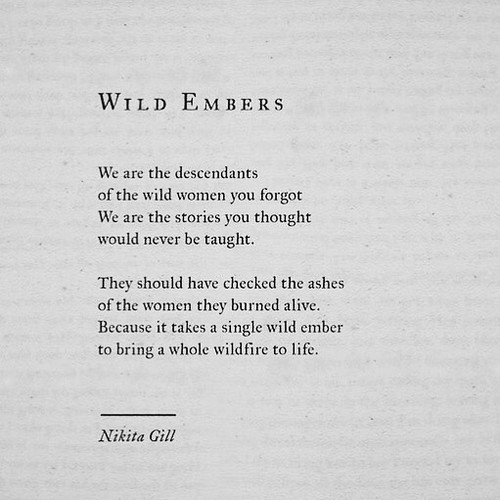 WILD EMBERS
We are the descendants
of the wild women you forgot
We are the stories you thought
would never be taught.
They should have checked the ashes
of the women they burned alive.
Because it takes a single wild ember
to bring a whole wildfire to life.
Nikita Gill